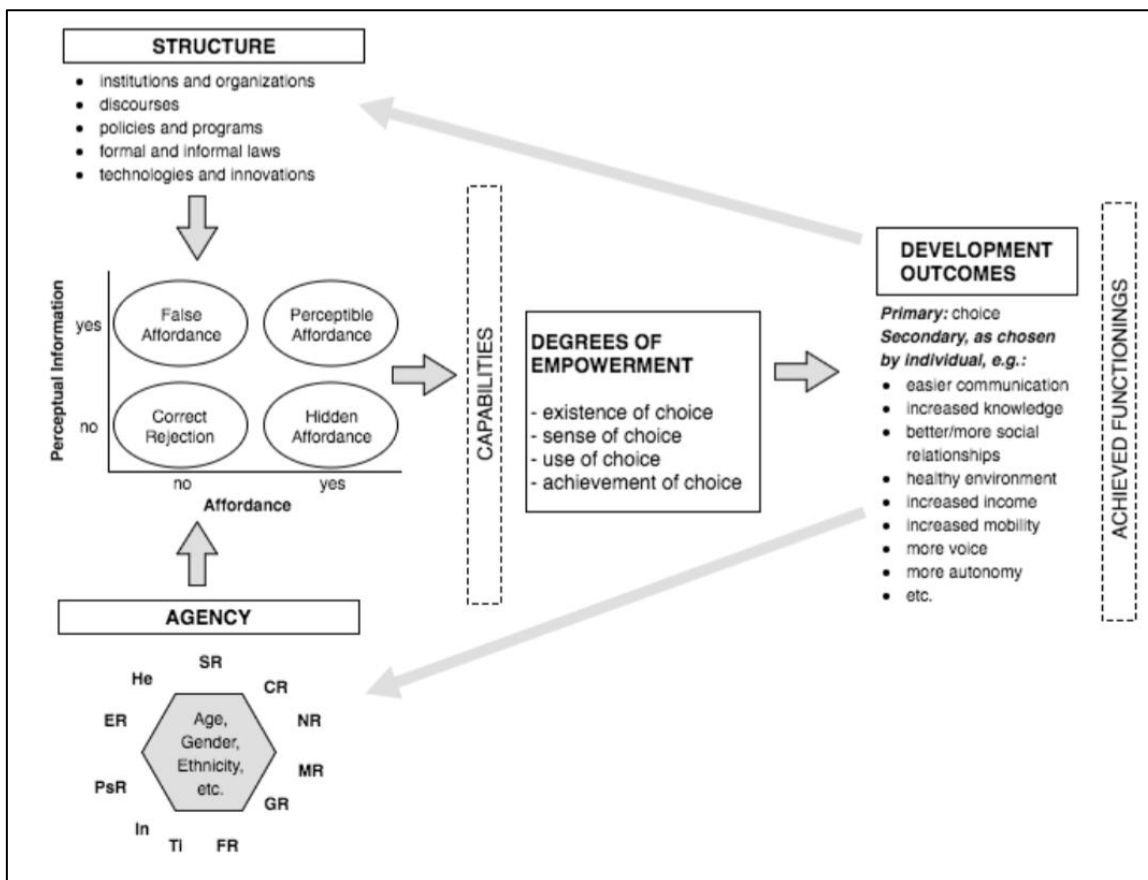 STRUCTURE
● institutions and organizations
● discourses
● policies and programs
● formal and informal laws
● technologies and innovations
Perceptual Information
yes
no
False
Affordance
Perceptible
Affordance
Correct
Rejection
Hidden
Affordance
no yes
Affordance
AGENCY
SR
He
CR
ER
NR
Age,
Gender,
Ethnicity,
etc.
MR
PsR
GR
In
Ti
FR
CAPABILITIES
DEGREES OF
EMPOWERMENT
- existence of choice
- sense of choice
- use of choice
- achievement of choice
DEVELOPMENT
OUTCOMES
Primary: choice
Secondary, as chosen
by individual, e.g.:
● easier communication
● increased knowledge
● better/more social
relationships
● healthy environment
● increased income
● increased mobility
● more voice
● more autonomy
● etc.
ACHIEVED FUNCTIONINGS